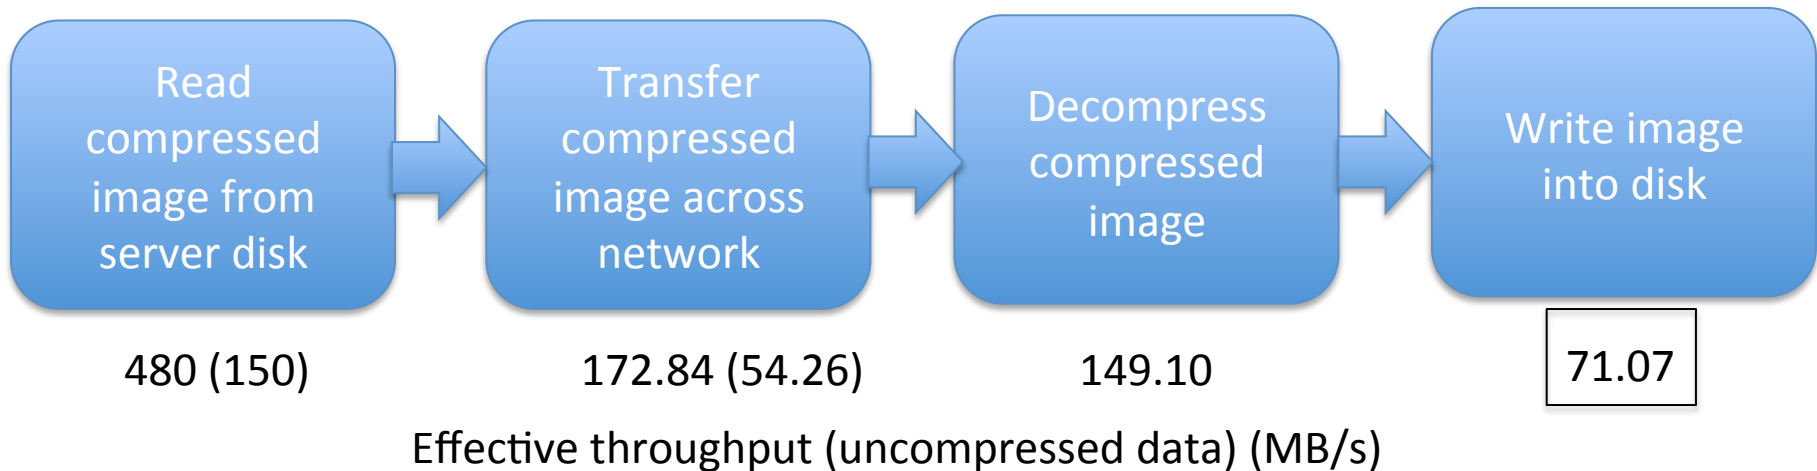 Read
compressed
image from
server disk
Transfer
compressed
image across
network
Decompress
compressed
image
Write image
into disk
480 (150)
172.84 (54.26)
149.10
71.07
Effective throughput (uncompressed data) (MB/s)